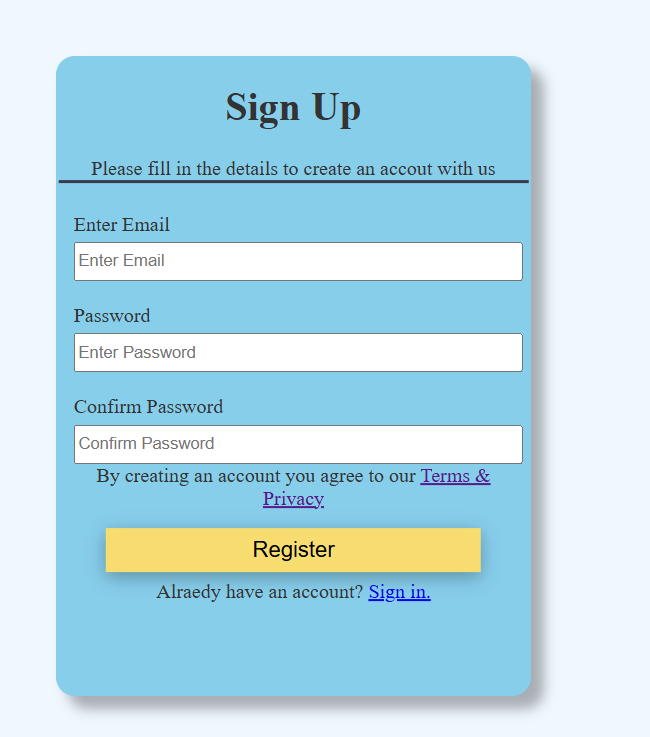 Sign Up
Please fill in the details to create an accout with us
Enter Email
Enter Email
Password
Enter Password
Confirm Password
Confirm Password
By creating an account you agree to our Terms &
Privacy
Register
Alraedy have an account? Sign in.